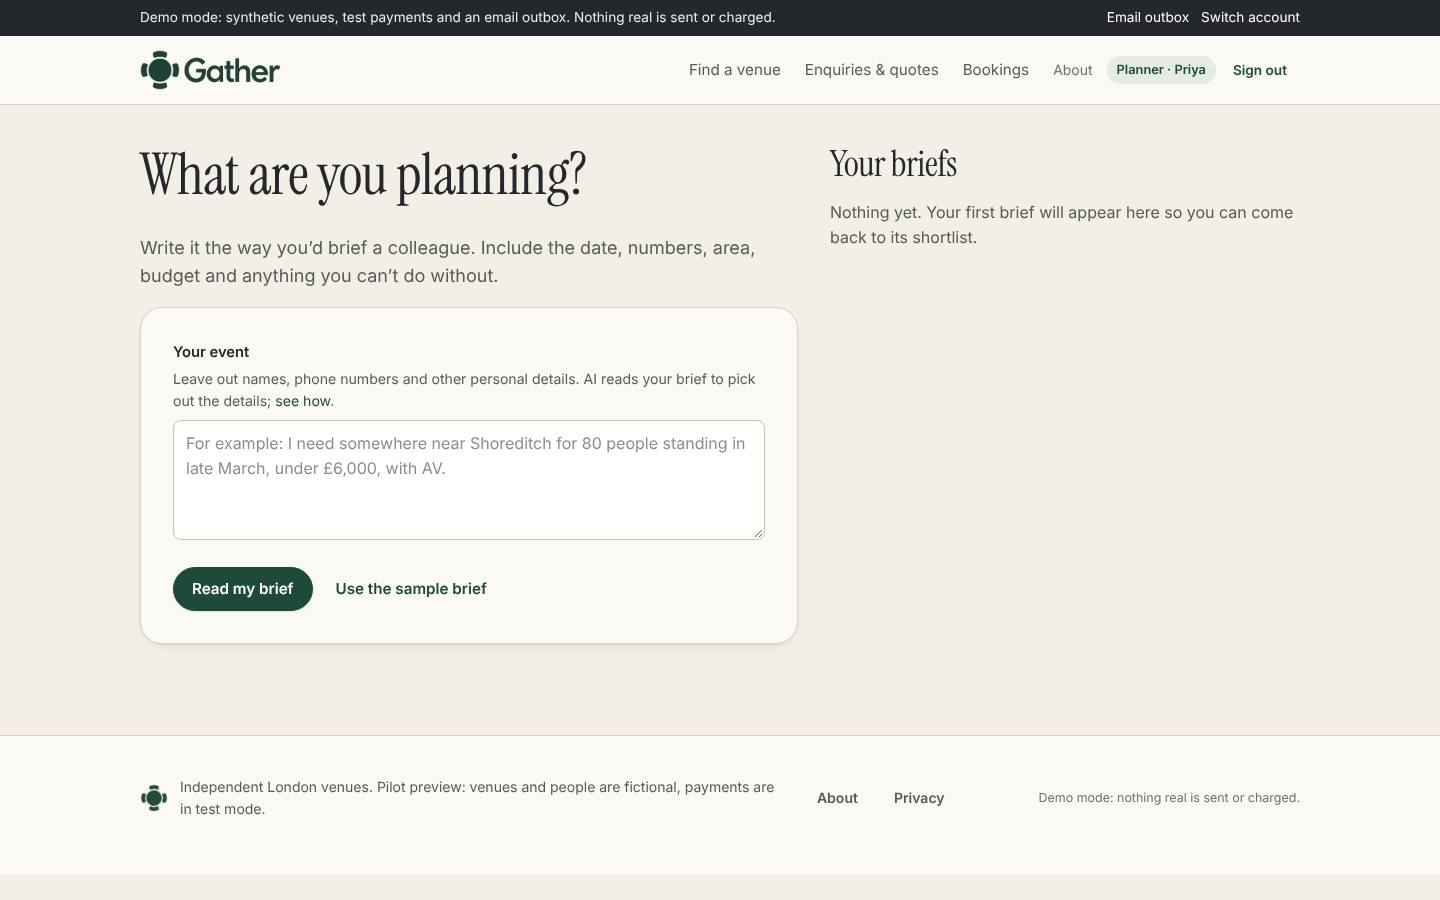 Demo mode: synthetic venues, test payments and an email outbox. Nothing real is sent or charged.
Email outbox
Switch account
Gather
Find a venue
Enquiries & quotes
Bookings
About
Planner · Priya
Sign out
What are you planning?
Write it the way you’d brief a colleague. Include the date, numbers, area,
budget and anything you can’t do without.
Your event
Leave out names, phone numbers and other personal details. AI reads your brief to pick
out the details; see how.
For example: I need somewhere near Shoreditch for 80 people standing in
late March, under £6,000, with AV.
Read my brief
Use the sample brief
Your briefs
Nothing yet. Your first brief will appear here so you can come
back to its shortlist.
Independent London venues. Pilot preview: venues and people are fictional, payments are
in test mode.
About
Privacy
Demo mode: nothing real is sent or charged.